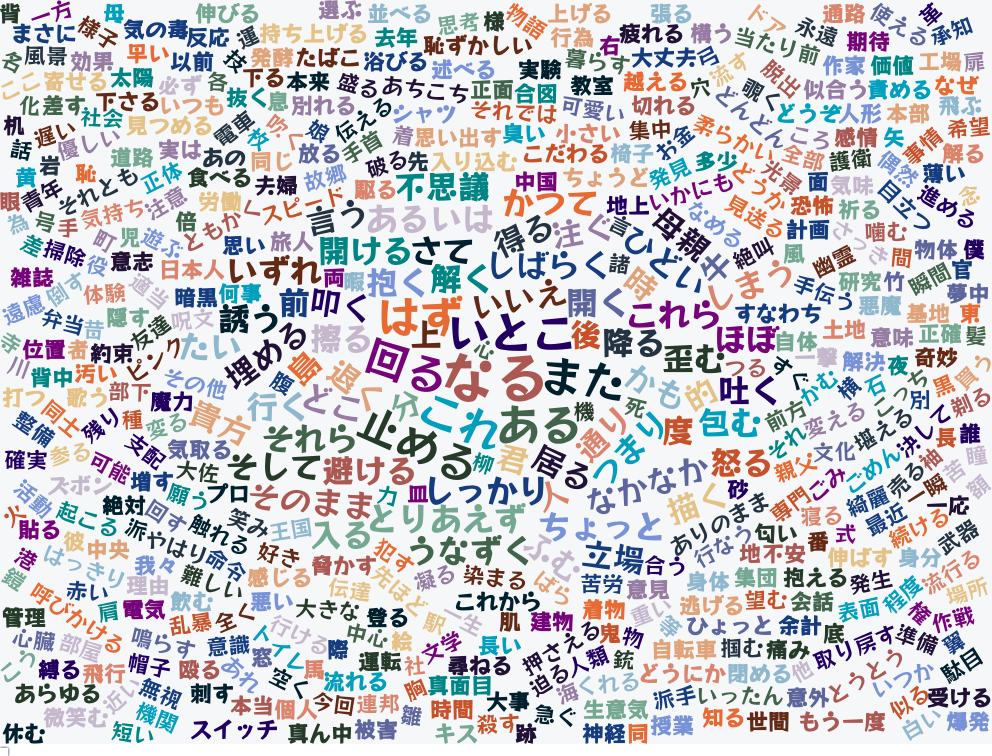 背 一方 母 伸びる 選ぶ 並べる 思考 様 物語 上げる 張る ドア 通路 使える 革 承知
まさに 様子 気の毒 反応 運 持ち上げる 去年 恥ずかしい 行為 右 疲れる 横う 当たり前 永遠 期待
風景 効果 早い 以前 技 発酵 たばこ 浴びる 述べる 実験 暮らす 大丈夫 流す 脱出 作家 価値 工場 扉
ここ 寄せる 太陽 必ず 各 下る 本来 盛る あちこち 正面 合図 教室 越える 穴 覗く 似合う 責める なぜ
化 差す 下さる いつも 抜く 息 別れる 伝える シャツ それでは 可愛い 切れる どんどん どうぞ 人形 本部 飛ぶ
机 遅い 社会 見つめる 電車 娘 手首 着 思い出す 臭い 小さい 集中 お金 柔らかい ころ 感情 矢 事情 希望
話 岩 優しい 道路 実は あの 同じ 放る 破る 先 入り込む こだわる 椅子 発見 多少 全部 護衛 偶然 解る
黄 恥 それとも 正体 食べる 夫婦 故郷 駆る 不思議 中国 ちょうど どうか 光景 面 気味 目立つ 薄い
眼 青年 手 気持ち 注意 労働 スピード かつて 地上 いかにも 見送る 恐怖 祈る 進める 念
為 号 倍 ともかく 言う あるいは 得る 注ぐ 言 母親 なめる 計画 さっさ 噛む
差 掃除 町 児 遊ぶ 思い 旅人 開ける さて ひどい 絶叫 風 幽霊 間 物体 僕
雑誌 役 意志 日本人 いずれ 両 暇 抱く 解く しばらく 諸 時 牛 しまう 手伝う 研究 竹 瞬間 官
遠慮 倒す 体験 適当 暗黒 何事 前 叩く いいえ 開く これら すなわち 悪魔 基地 夢中 東
弁当 昔 隠す 友達 呪文 誘う 擦る はず 上 いとこ 後 降る ほぼ 自体 土地 意味 正確 髪
川 位置 者 約束 ピンク たい 埋める 回る 心 なる また 歪む つる 一撃 解決 夜 奇妙
背中 汚い 部下 その他 腹 島 退く かも 的 吐く すぐ かむ 横 石 こっち 別 黒 買う
打つ 歌う 魔力 貴方 行く どこ 分 これ ある 機 死 通り 度 包む 前方 変える 堪える 剃る
整備 同士 残り 種 変る 気取る それら 止める 柳 君 居る つまり それ 文化 決して 長 誰
確実 参る 支配 大佐 そして 避ける 怒る 親父 ごみ ごめん 袖 苦 瞳
活動 ズボン 可能 増す 願う プロ そのまま 力 皿 しっかり 人 なかなか 描く 砂 専門 綺麗 売る 一瞬 額
火 貼る 起こる 絶対 回す 触れる 笑み 王国 入る とりあえず ちょっと ありのまま 匂い 寝る 最近 続ける 一応
港 彼 中央 派 やはり 命令 好き 脅かす 犯す うなずく ふむ 立場 合う 行なう 地 不安 番 式 伸ばす 身分 武器
鎧 はっきり 我々 難しい 感じる 伝達 先ほど 凝る 染まる ばら 苦労 意見 身体 集団 抱える 発生 流行る
呼びかける 赤い 理由 飲む 悪い 大きな 駅 一生 これから 着物 重い 逃げる 望む 会話 表面 程度 場所
管理 肩 電気 乱暴 全く 行ける 登る 絵 肌 建物 ひょっと 余計 底 権 作戦
心臓 部屋 鳴らす 意識 トイレ 窓 際 中心 文学 長い 押さえる 鬼 物 自転車 掴む 痛み 取り戻す 準備 翼
縛る 飛行 帽子 殴る あや 空く 馬 運転 社 尋ねる 迫る 人類 銃 どうにか 閉める 他 とうとう いつか 駄目
あらゆる 近い 無視 刺す 流れる 胸 真面目 大事 海 くれる 派手 いったん 意外 似る 受ける
微笑む 機関 本当 個人 今回 連邦 雛 時間 急ぐ 生意気 知る 世間 もう一度 白い
休む 短い スイッチ 真ん中 被害 キス 殺す 跡 神経 同 授業 爆発